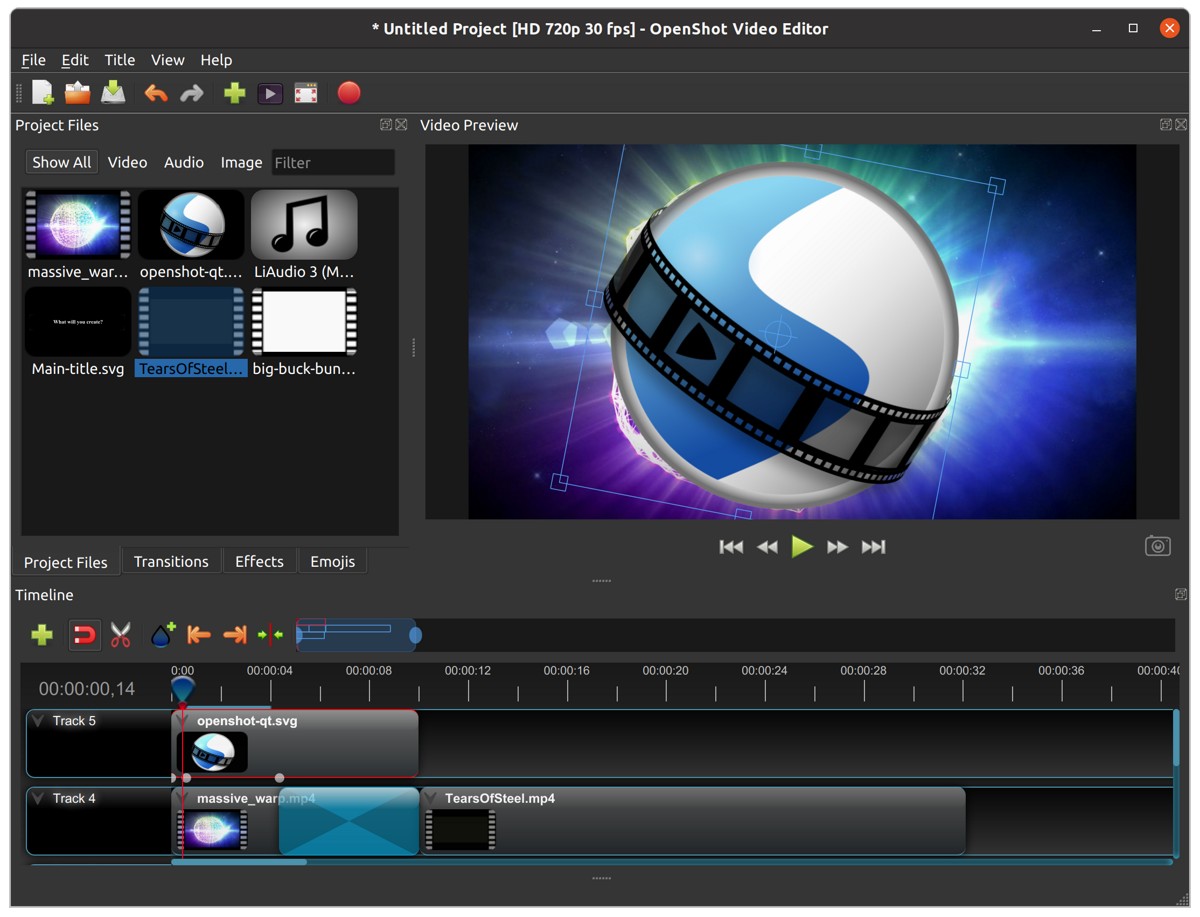 * Untitled Project [HD 720p 30 fps] - OpenShot Video Editor
File Edit Title View Help
Project Files
Video Preview
Show All Video Audio Image Filter
massive_war... openshot-qt.... LiAudio 3 (M...
What will you create?
Main-title.svg TearsOfSteel... big-buck-bun...
Project Files Transitions Effects Emojis
Timeline
0:00 00:00:04 00:00:08 00:00:12 00:00:16 00:00:20 00:00:24 00:00:28 00:00:32 00:00:36 00:00:40
00:00:00,14
Track 5 openshot-qt.svg
Track 4 massive_warp.mp4 TearsOfSteel.mp4